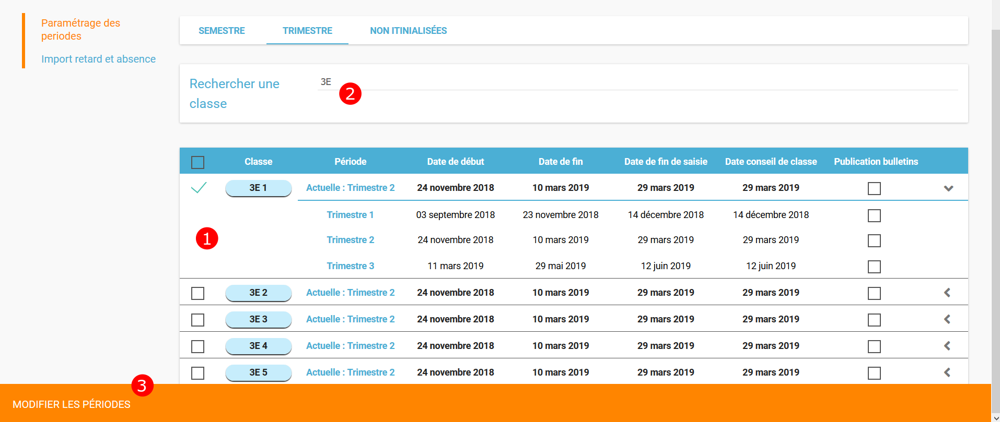 Paramétrage des
periodes
Import retard et absence
SEMESTRE TRIMESTRE NON ITINIALISÉES
Rechercher une
classe
3E
2
Classe Période Date de début Date de fin Date de fin de saisie Date conseil de classe Publication bulletins
3E 1 Actuelle : Trimestre 2 24 novembre 2018 10 mars 2019 29 mars 2019 29 mars 2019
Trimestre 1 03 septembre 2018 23 novembre 2018 14 décembre 2018 14 décembre 2018
1
Trimestre 2 24 novembre 2018 10 mars 2019 29 mars 2019 29 mars 2019
Trimestre 3 11 mars 2019 29 mai 2019 12 juin 2019 12 juin 2019
3E 2 Actuelle : Trimestre 2 24 novembre 2018 10 mars 2019 29 mars 2019 29 mars 2019
3E 3 Actuelle : Trimestre 2 24 novembre 2018 10 mars 2019 29 mars 2019 29 mars 2019
3E 4 Actuelle : Trimestre 2 24 novembre 2018 10 mars 2019 29 mars 2019 29 mars 2019
3E 5 Actuelle : Trimestre 2 24 novembre 2018 10 mars 2019 29 mars 2019 29 mars 2019
3
MODIFIER LES PÉRIODES